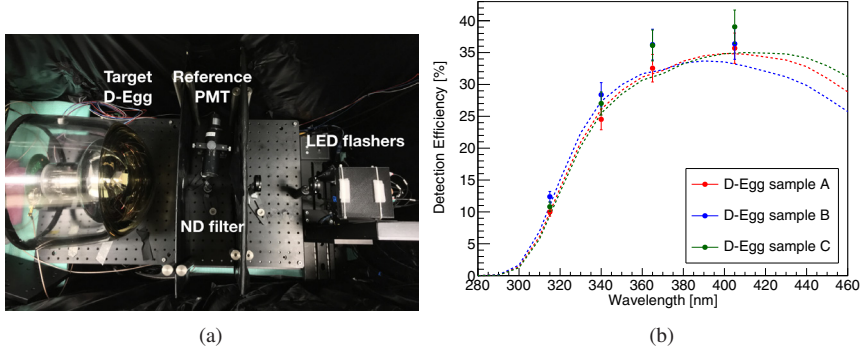 Target
D-Egg
Reference
PMT
LED flashers
ND filter
(a)
Detection Efficiency [%]
40
35
30
25
20
15
10
5
0
D-Egg sample A
D-Egg sample B
D-Egg sample C
280 300 320 340 360 380 400 420 440 460
Wavelength [nm]
(b)